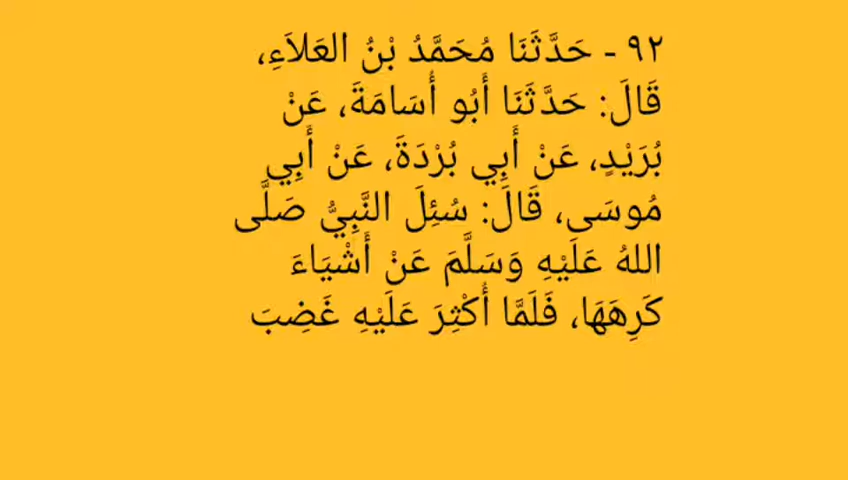 ٩٢ - حَدَّثَنَا مُحَمَّدُ بْنُ العَلاَءِ،
قَالَ: حَدَّثَنَا أَبُو أُسَامَةَ، عَنْ
بُرَيْدٍ، عَنْ أَبِي بُرْدَةَ، عَنْ أَبِي
مُوسَى، قَالَ: سُئِلَ النَّبِيُّ صَلَّى
اللهُ عَلَيْهِ وَسَلَّمَ عَنْ أَشْيَاءَ
كَرِهَهَا، فَلَمَّا أُكْثِرَ عَلَيْهِ غَضِبَ